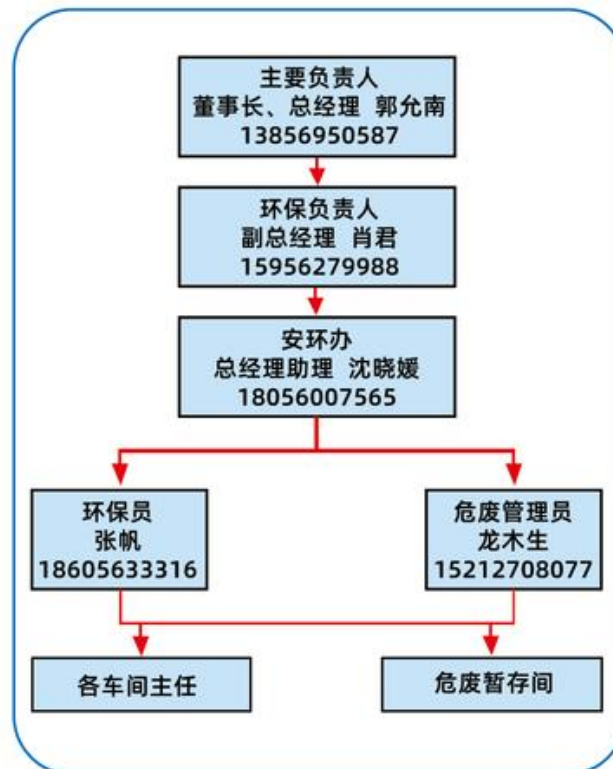 主要负责人
董事长、总经理 郭允南
13856950587
环保负责人
副总经理 肖君
15956279988
安环办
总经理助理 沈晓媛
18056007565
环保员
张帆
18605633316
危废管理员
龙木生
15212708077
各车间主任
危废暂存间